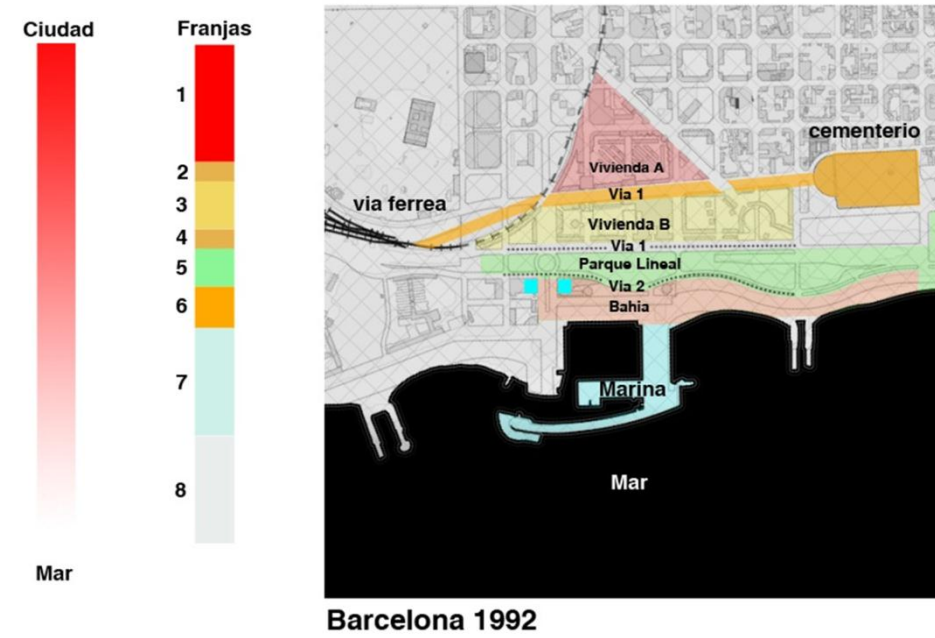 Ciudad
Franjas
1
2
3
4
5
6
7
8
Mar
cementerio
Vivienda A
Via 1
via ferrea
Vivienda B
Via 1
Parque Lineal
Via 2
Bahia
Marina
Mar
Barcelona 1992